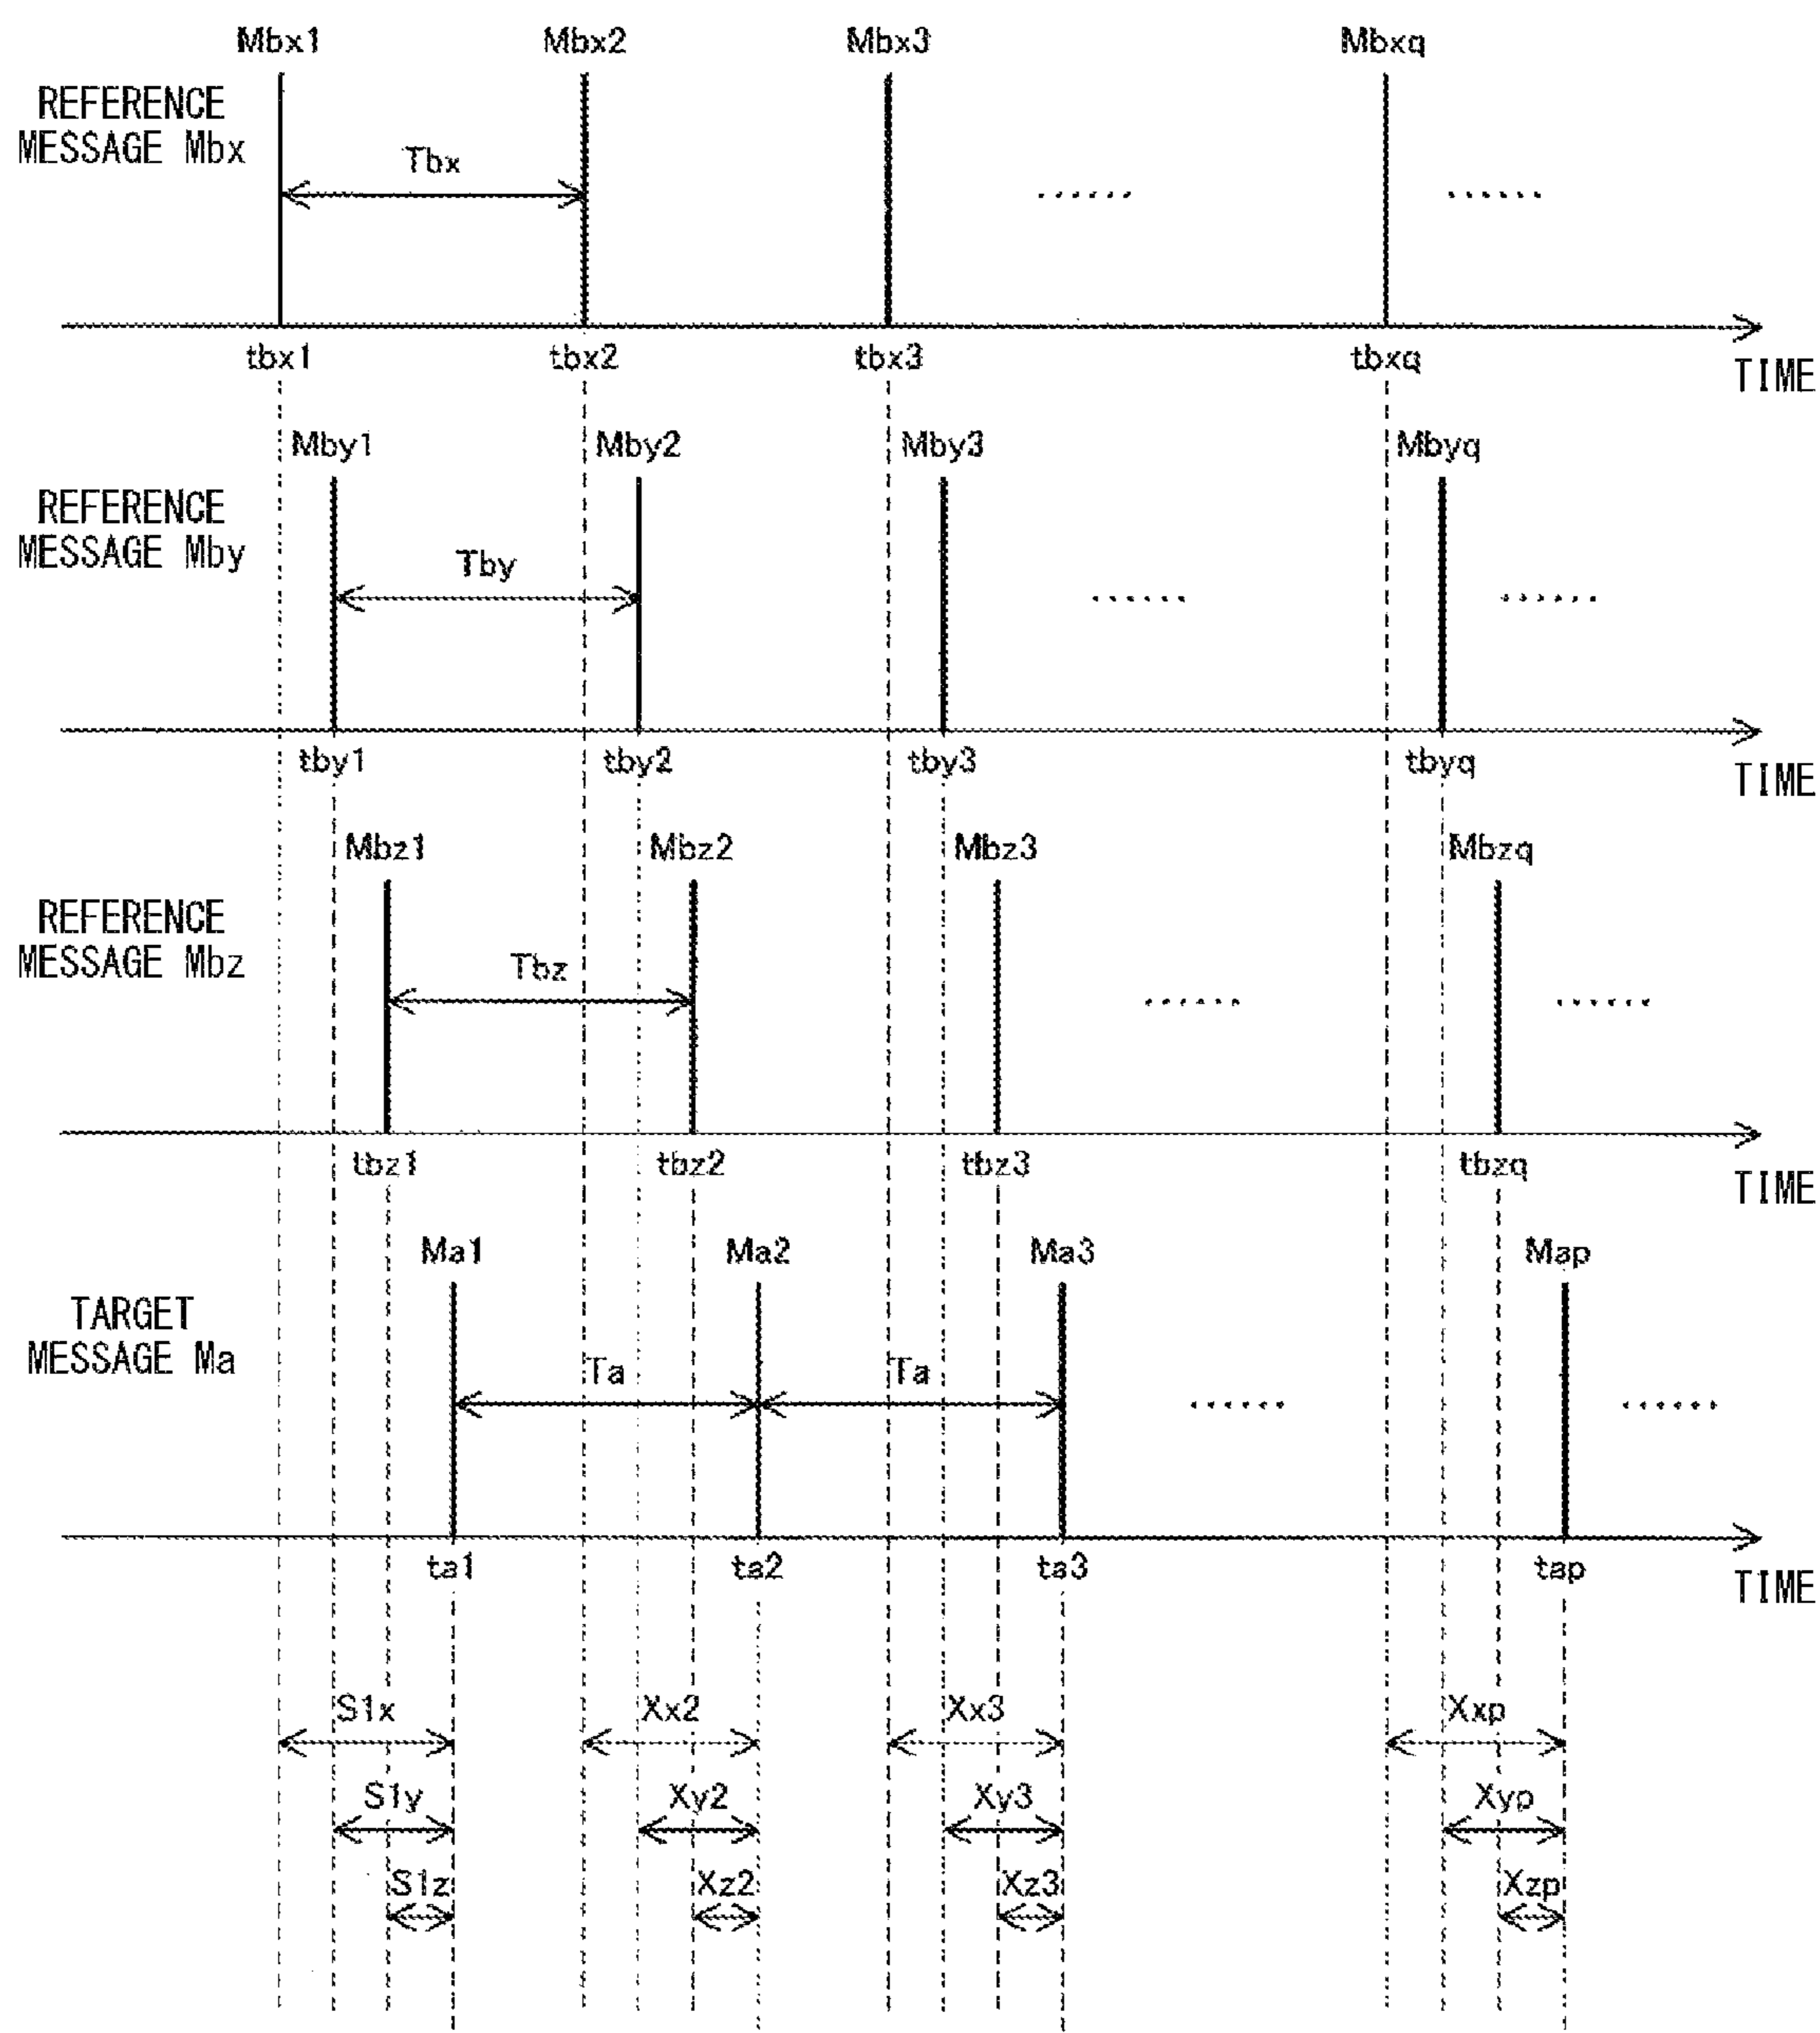 Mbx1 Mbx2 Mbx3 Mbxq
REFERENCE
MESSAGE Mbx
Tbx
......
......
tbx1 tbx2 tbx3 tbxq
TIME
Mby1 Mby2 Mby3 Mbyq
REFERENCE
MESSAGE Mby
Tby
......
......
tby1 tby2 tby3 tbyq
TIME
Mbz1 Mbz2 Mbz3 Mbzq
REFERENCE
MESSAGE Mbz
Tbz
......
......
tbz1 tbz2 tbz3 tbzq
TIME
Ma1 Ma2 Ma3 Map
TARGET
MESSAGE Ma
Ta Ta
......
......
ta1 ta2 ta3 tap
TIME
S1x Xx2 Xx3 Xxp
S1y Xy2 Xy3 Xyp
S1z Xz2 Xz3 Xzp